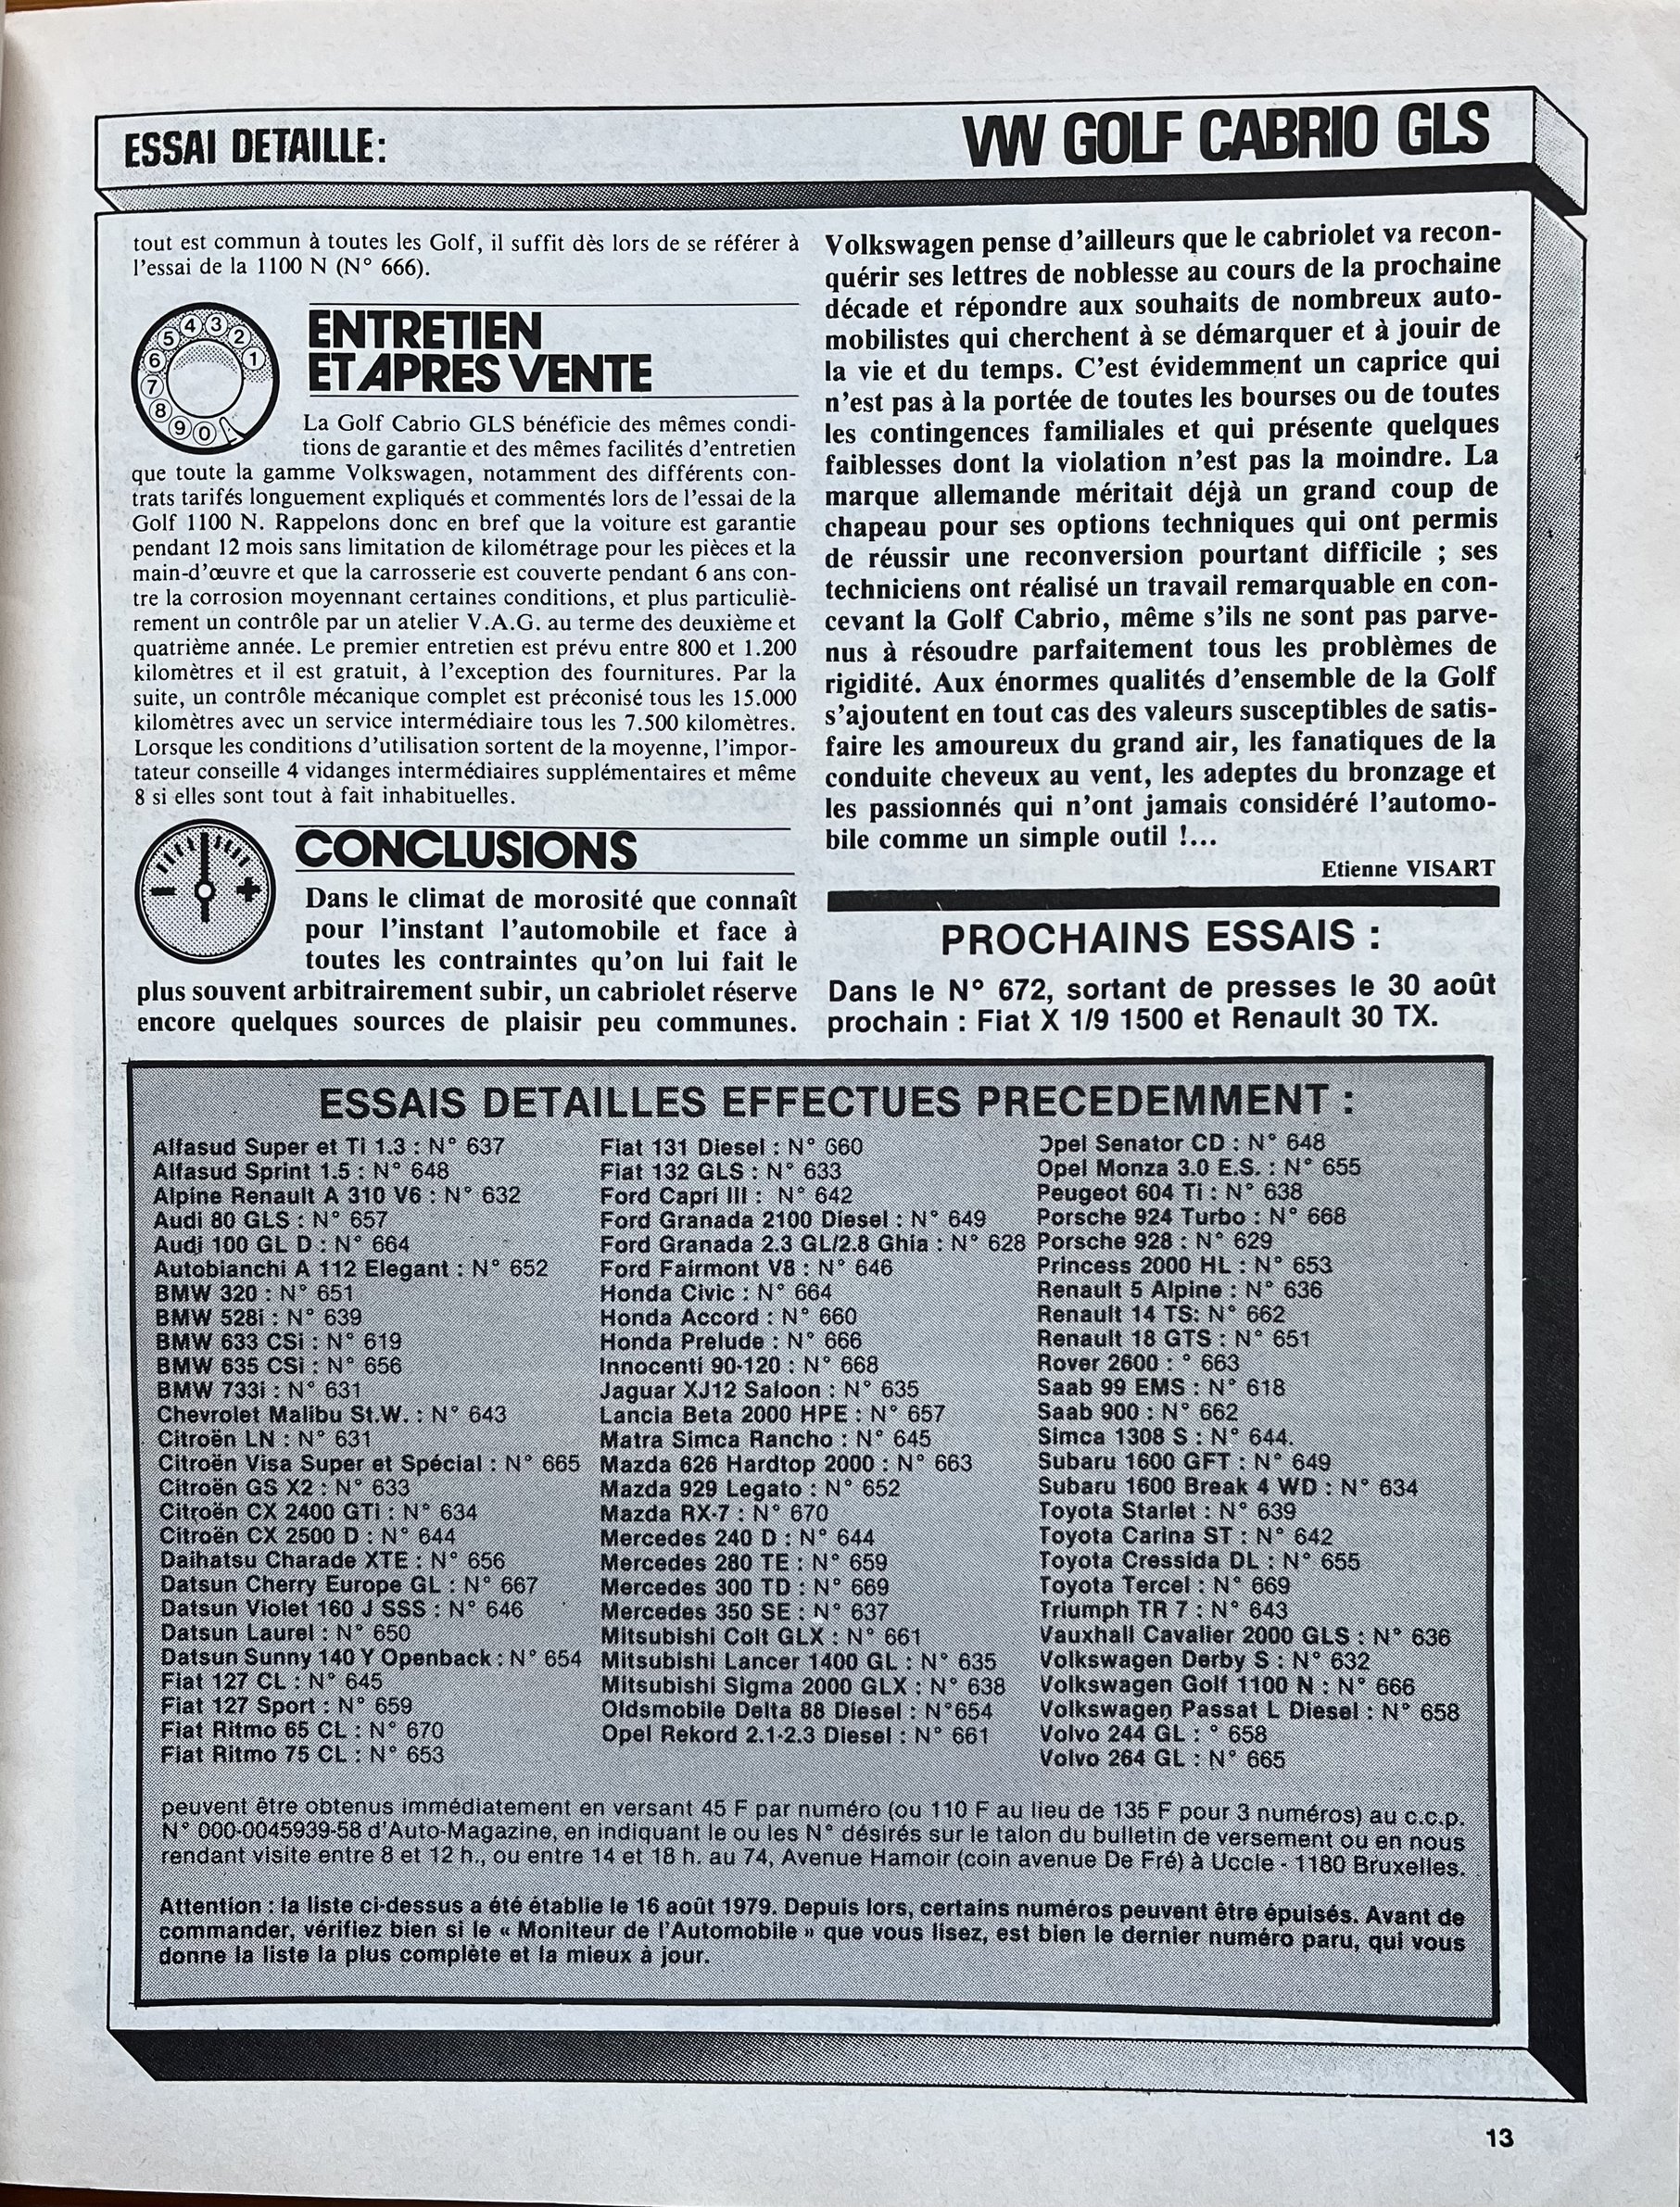 ESSAI DETAILLE:
VW GOLF CABRIO GLS
tout est commun à toutes les Golf, il suffit dès lors de se référer à
l'essai de la 1100 N (N° 666).
1
2
3
4
5
6
7
8
9
0
ENTRETIEN
ET APRES VENTE
La Golf Cabrio GLS bénéficie des mêmes condi-
tions de garantie et des mêmes facilités d'entretien
que toute la gamme Volkswagen, notamment des différents con-
trats tarifés longuement expliqués et commentés lors de l'essai de la
Golf 1100 N. Rappelons donc en bref que la voiture est garantie
pendant 12 mois sans limitation de kilométrage pour les pièces et la
main-d'œuvre et que la carrosserie est couverte pendant 6 ans con-
tre la corrosion moyennant certaines conditions, et plus particuliè-
rement un contrôle par un atelier V.A.G. au terme des deuxième et
quatrième année. Le premier entretien est prévu entre 800 et 1.200
kilomètres et il est gratuit, à l'exception des fournitures. Par la
suite, un contrôle mécanique complet est préconisé tous les 15.000
kilomètres avec un service intermédiaire tous les 7.500 kilomètres.
Lorsque les conditions d'utilisation sortent de la moyenne, l'impor-
tateur conseille 4 vidanges intermédiaires supplémentaires et même
8 si elles sont tout à fait inhabituelles.
- +
CONCLUSIONS
Dans le climat de morosité que connaît
pour l'instant l'automobile et face à
toutes les contraintes qu'on lui fait le
plus souvent arbitrairement subir, un cabriolet réserve
encore quelques sources de plaisir peu communes.
Volkswagen pense d'ailleurs que le cabriolet va recon-
quérir ses lettres de noblesse au cours de la prochaine
décade et répondre aux souhaits de nombreux auto-
mobilistes qui cherchent à se démarquer et à jouir de
la vie et du temps. C'est évidemment un caprice qui
n'est pas à la portée de toutes les bourses ou de toutes
les contingences familiales et qui présente quelques
faiblesses dont la violation n'est pas la moindre. La
marque allemande méritait déjà un grand coup de
chapeau pour ses options techniques qui ont permis
de réussir une reconversion pourtant difficile ; ses
techniciens ont réalisé un travail remarquable en con-
cevant la Golf Cabrio, même s'ils ne sont pas parve-
nus à résoudre parfaitement tous les problèmes de
rigidité. Aux énormes qualités d'ensemble de la Golf
s'ajoutent en tout cas des valeurs susceptibles de satis-
faire les amoureux du grand air, les fanatiques de la
conduite cheveux au vent, les adeptes du bronzage et
les passionnés qui n'ont jamais considéré l'automo-
bile comme un simple outil !...
Etienne VISART
PROCHAINS ESSAIS :
Dans le N° 672, sortant de presses le 30 août
prochain : Fiat X 1/9 1500 et Renault 30 TX.
ESSAIS DETAILLES EFFECTUES PRECEDEMMENT :
Alfasud Super et Ti 1.3 : N° 637
Alfasud Sprint 1.5 : N° 648
Alpine Renault A 310 V6 : N° 632
Audi 80 GLS : N° 657
Audi 100 GL D : N° 664
Autobianchi A 112 Elegant : N° 652
BMW 320 : N° 651
BMW 528i : N° 639
BMW 633 CSi : N° 619
BMW 635 CSi : N° 656
BMW 733i : N° 631
Chevrolet Malibu St.W. : N° 643
Citroën LN : N° 631
Citroën Visa Super et Spécial : N° 665
Citroën GS X2 : N° 633
Citroën CX 2400 GTi : N° 634
Citroën CX 2500 D : N° 644
Daihatsu Charade XTE : N° 656
Datsun Cherry Europe GL : N° 667
Datsun Violet 160 J SSS : N° 646
Datsun Laurel : N° 650
Datsun Sunny 140 Y Openback : N° 654
Fiat 127 CL : N° 645
Fiat 127 Sport : N° 659
Fiat Ritmo 65 CL : N° 670
Fiat Ritmo 75 CL : N° 653
Fiat 131 Diesel : N° 660
Fiat 132 GLS : N° 633
Ford Capri III : N° 642
Ford Granada 2100 Diesel : N° 649
Ford Granada 2.3 GL/2.8 Ghia : N° 628
Ford Fairmont V8 : N° 646
Honda Civic : N° 664
Honda Accord : N° 660
Honda Prelude : N° 666
Innocenti 90-120 : N° 668
Jaguar XJ12 Saloon : N° 635
Lancia Beta 2000 HPE : N° 657
Matra Simca Rancho : N° 645
Mazda 626 Hardtop 2000 : N° 663
Mazda 929 Legato : N° 652
Mazda RX-7 : N° 670
Mercedes 240 D : N° 644
Mercedes 280 TE : N° 659
Mercedes 300 TD : N° 669
Mercedes 350 SE : N° 637
Mitsubishi Colt GLX : N° 661
Mitsubishi Lancer 1400 GL : N° 635
Mitsubishi Sigma 2000 GLX : N° 638
Oldsmobile Delta 88 Diesel : N°654
Opel Rekord 2.1-2.3 Diesel : N° 661
Opel Senator CD : N° 648
Opel Monza 3.0 E.S. : N° 655
Peugeot 604 Ti : N° 638
Porsche 924 Turbo : N° 668
Porsche 928 : N° 629
Princess 2000 HL : N° 653
Renault 5 Alpine : N° 636
Renault 14 TS: N° 662
Renault 18 GTS : N° 651
Rover 2600 : ° 663
Saab 99 EMS : N° 618
Saab 900 : N° 662
Simca 1308 S : N° 644.
Subaru 1600 GFT : N° 649
Subaru 1600 Break 4 WD : N° 634
Toyota Starlet : N° 639
Toyota Carina ST : N° 642
Toyota Cressida DL : N° 655
Toyota Tercel : N° 669
Triumph TR 7 : N° 643
Vauxhall Cavalier 2000 GLS : N° 636
Volkswagen Derby S : N° 632
Volkswagen Golf 1100 N : N° 666
Volkswagen Passat L Diesel : N° 658
Volvo 244 GL : ° 658
Volvo 264 GL : N° 665
peuvent être obtenus immédiatement en versant 45 F par numéro (ou 110 F au lieu de 135 F pour 3 numéros) au c.c.p.
N° 000-0045939-58 d'Auto-Magazine, en indiquant le ou les N° désirés sur le talon du bulletin de versement ou en nous
rendant visite entre 8 et 12 h., ou entre 14 et 18 h. au 74, Avenue Hamoir (coin avenue De Fré) à Uccle - 1180 Bruxelles.
Attention : la liste ci-dessus a été établie le 16 août 1979. Depuis lors, certains numéros peuvent être épuisés. Avant de
commander, vérifiez bien si le « Moniteur de l'Automobile » que vous lisez, est bien le dernier numéro paru, qui vous
donne la liste la plus complète et la mieux à jour.
13